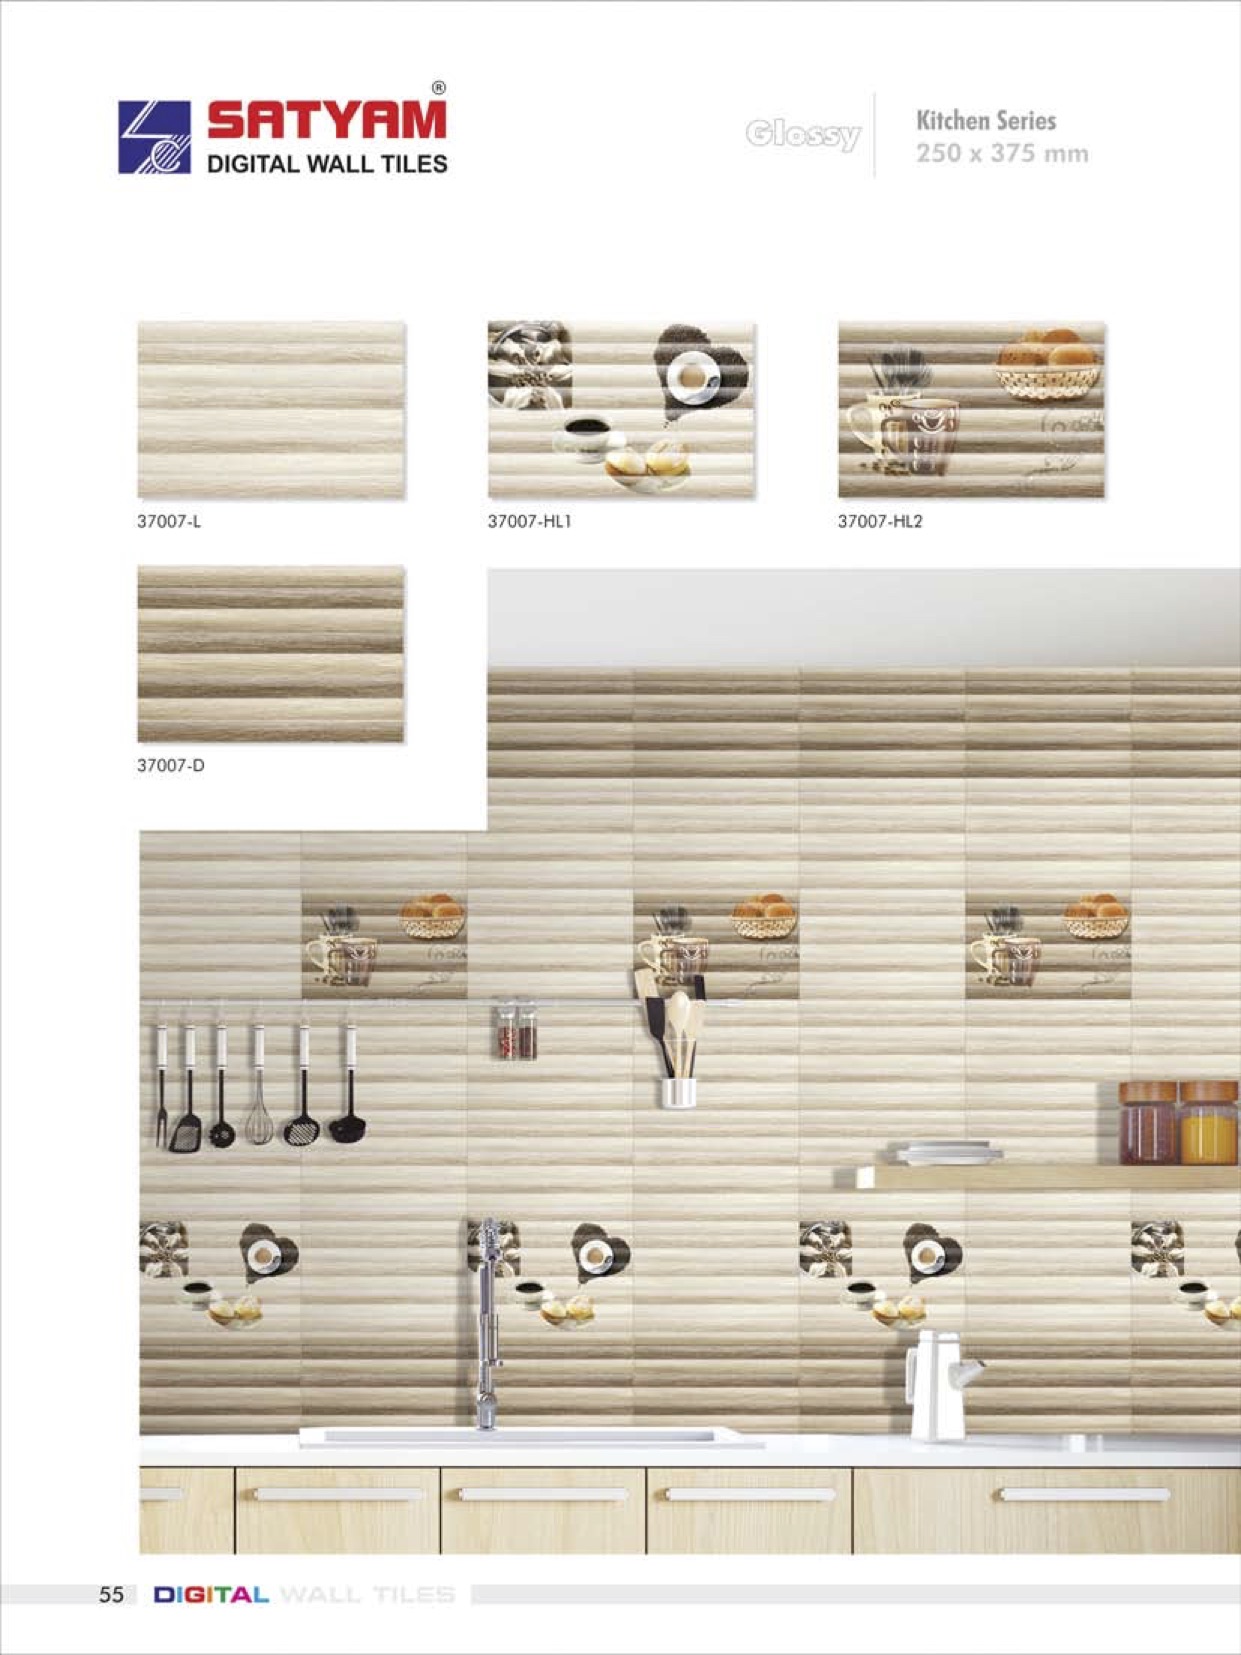 ®
SATYAM
DIGITAL WALL TILES
Glossy
Kitchen Series
250 x 375 mm
37007-L
37007-HL1
37007-HL2
37007-D
55
DIGITAL WALL TILES